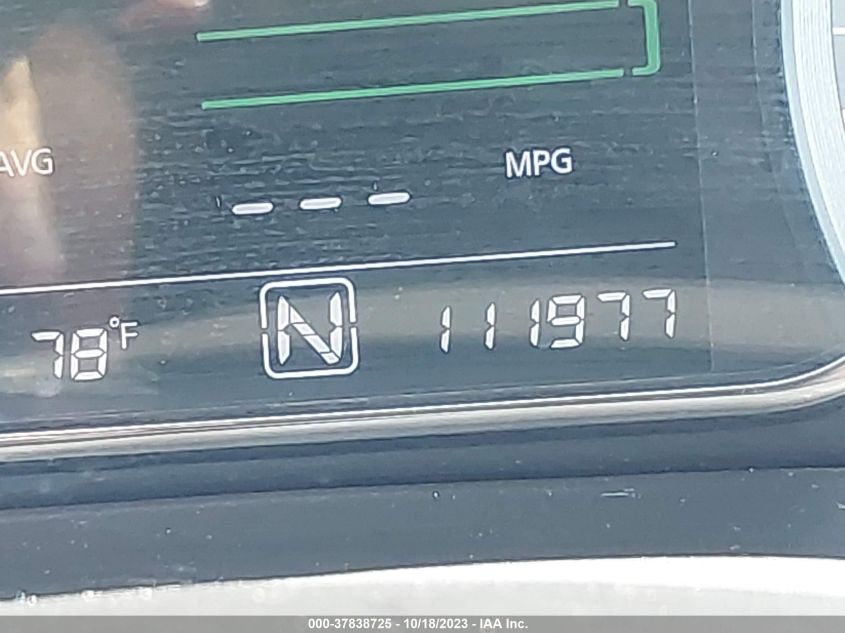 AVG MPG
---
78°F N 111977
000-37838725 - 10/18/2023 - IAA Inc.